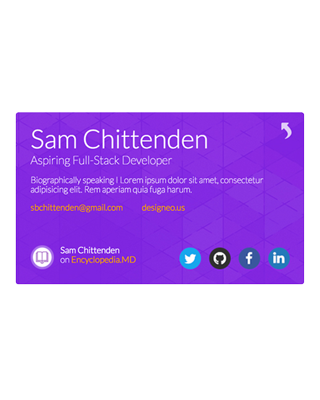 Sam Chittenden
Aspiring Full-Stack Developer
Biographically speaking I Lorem ipsum dolor sit amet, consectetur
adipisicing elit. Rem aperiam quia fuga harum.
sbchittenden@gmail.com designeo.us
Sam Chittenden
on Encyclopedia.MD